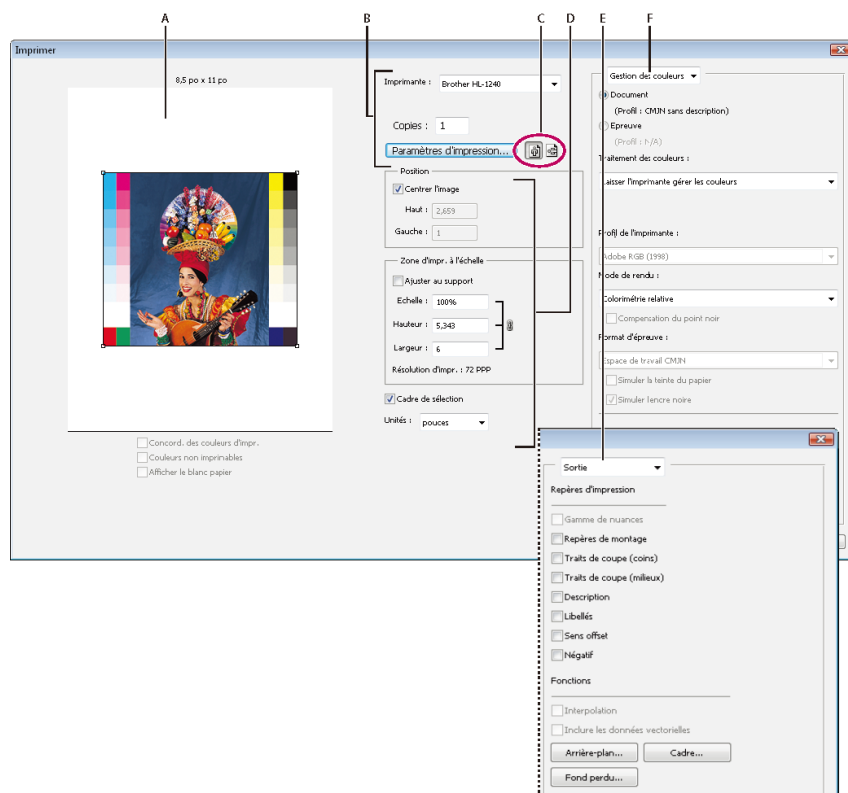 A
B
C
D
E
F
Imprimer
8,5 po x 11 po
Concord. des couleurs d'impr.
Couleurs non imprimables
Afficher le blanc papier
Imprimante : Brother HL-1240
Copies : 1
Paramètres d'impression...
Position
Centrer l'image
Haut : 2,659
Gauche : 1
Zone d'impr. à l'échelle
Ajuster au support
Echelle : 100%
Hauteur : 5,343
Largeur : 6
Résolution d'impr. : 72 PPP
Cadre de sélection
Unités : pouces
Gestion des couleurs
Document
(Profil : CMJN sans description)
Epreuve
(Profil : N/A)
Traitement des couleurs :
Laisser l'imprimante gérer les couleurs
Profil de l'imprimante :
Adobe RGB (1998)
Mode de rendu :
Colorimétrie relative
Compensation du point noir
Format d'épreuve :
Espace de travail CMJN
Simuler la teinte du papier
Simuler lencre noire
Sortie
Repères d'impression
Gamme de nuances
Repères de montage
Traits de coupe (coins)
Traits de coupe (milieux)
Description
Libellés
Sens offset
Négatif
Fonctions
Interpolation
Inclure les données vectorielles
Arrière-plan... Cadre...
Fond perdu...